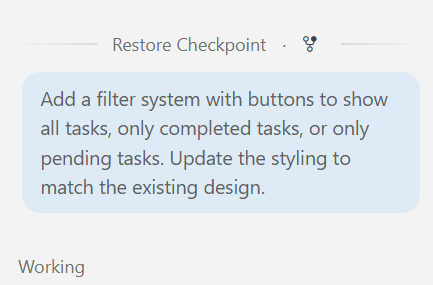 Restore Checkpoint ·
Add a filter system with buttons to show
all tasks, only completed tasks, or only
pending tasks. Update the styling to
match the existing design.
Working